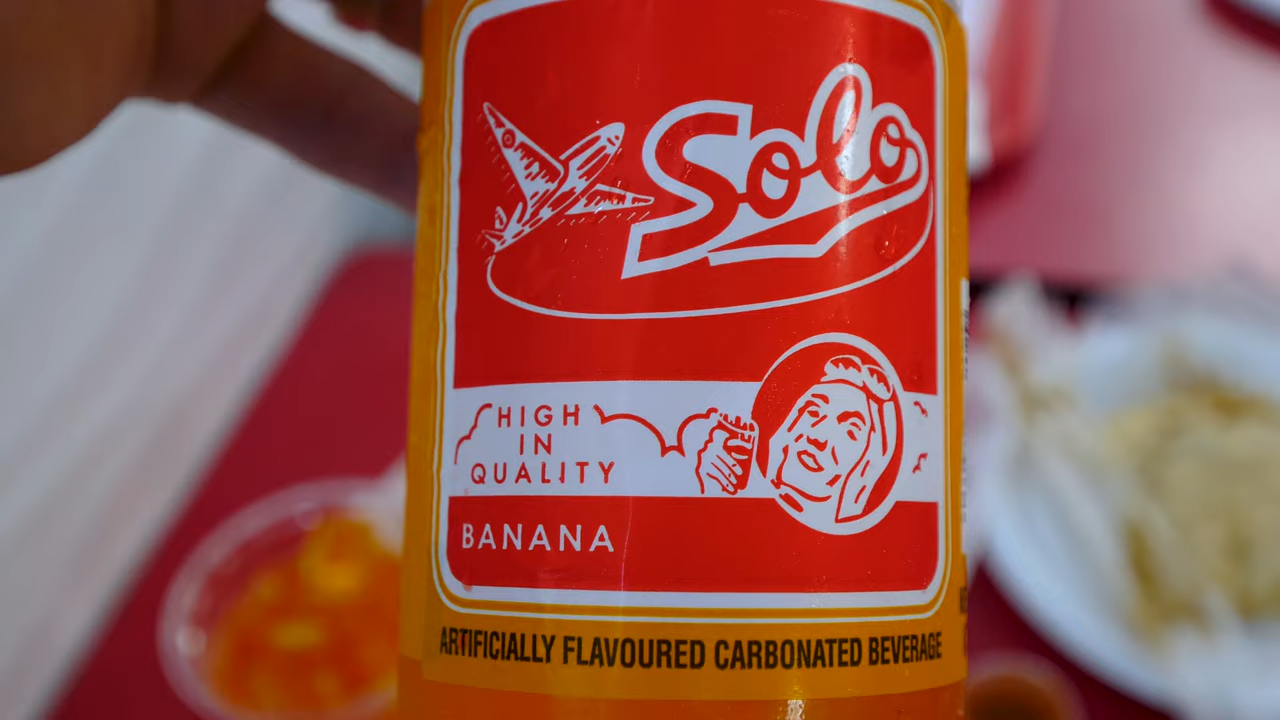 Solo
HIGH
IN
QUALITY
BANANA
ARTIFICIALLY FLAVOURED CARBONATED BEVERAGE